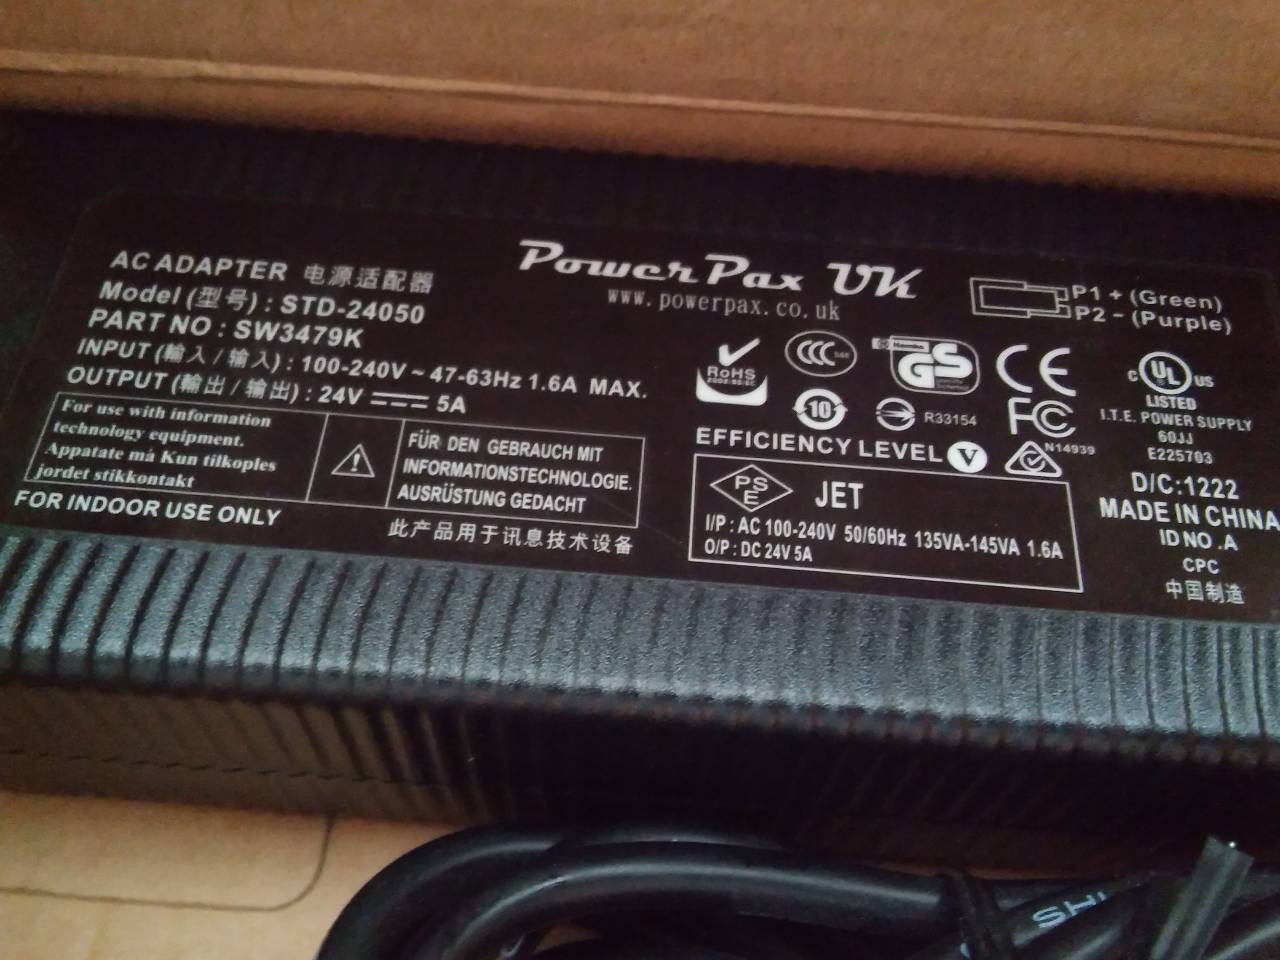 AC ADAPTER 电源适配器
Model (型号) : STD-24050
PART NO : SW3479K
INPUT (輸入 / 输入) : 100-240V ~ 47-63Hz 1.6A MAX.
OUTPUT (輸出 / 输出) : 24V 5A
For use with information
technology equipment.
Appatate må Kun tilkoples
jordet stikkontakt
FÜR DEN GEBRAUCH MIT
INFORMATIONSTECHNOLOGIE.
AUSRÜSTUNG GEDACHT
FOR INDOOR USE ONLY
此产品用于讯息技术设备
PowerPax UK
www.powerpax.co.uk
P1 + (Green)
P2 - (Purple)
RoHS
2002/95/EC
CCC
GS
CE
10
R33154
FC
N14939
EFFICIENCY LEVEL V
PSE JET
I/P : AC 100-240V 50/60Hz 135VA-145VA 1.6A
O/P : DC 24V 5A
c UL US
LISTED
I.T.E. POWER SUPPLY
60JJ
E225703
D/C:1222
MADE IN CHINA
ID NO .A
CPC
中国制造